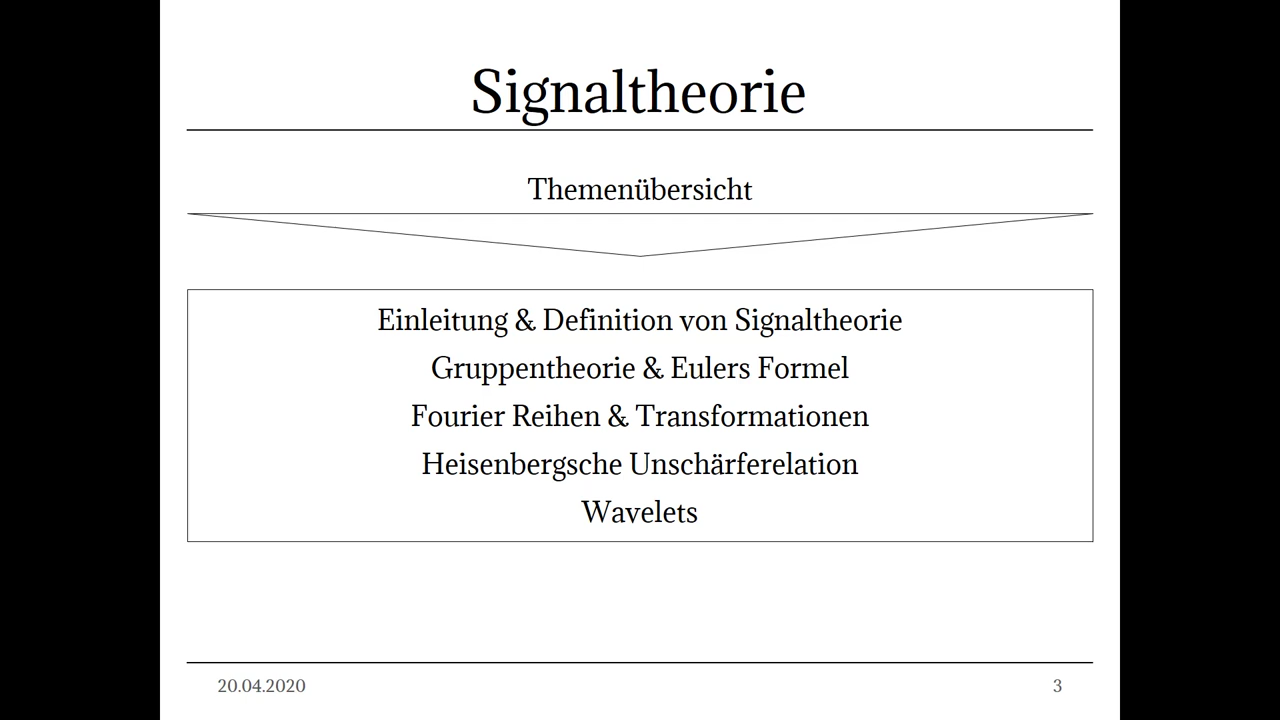 Signaltheorie
Themenübersicht
Einleitung & Definition von Signaltheorie
Gruppentheorie & Eulers Formel
Fourier Reihen & Transformationen
Heisenbergsche Unschärferelation
Wavelets
20.04.2020
3